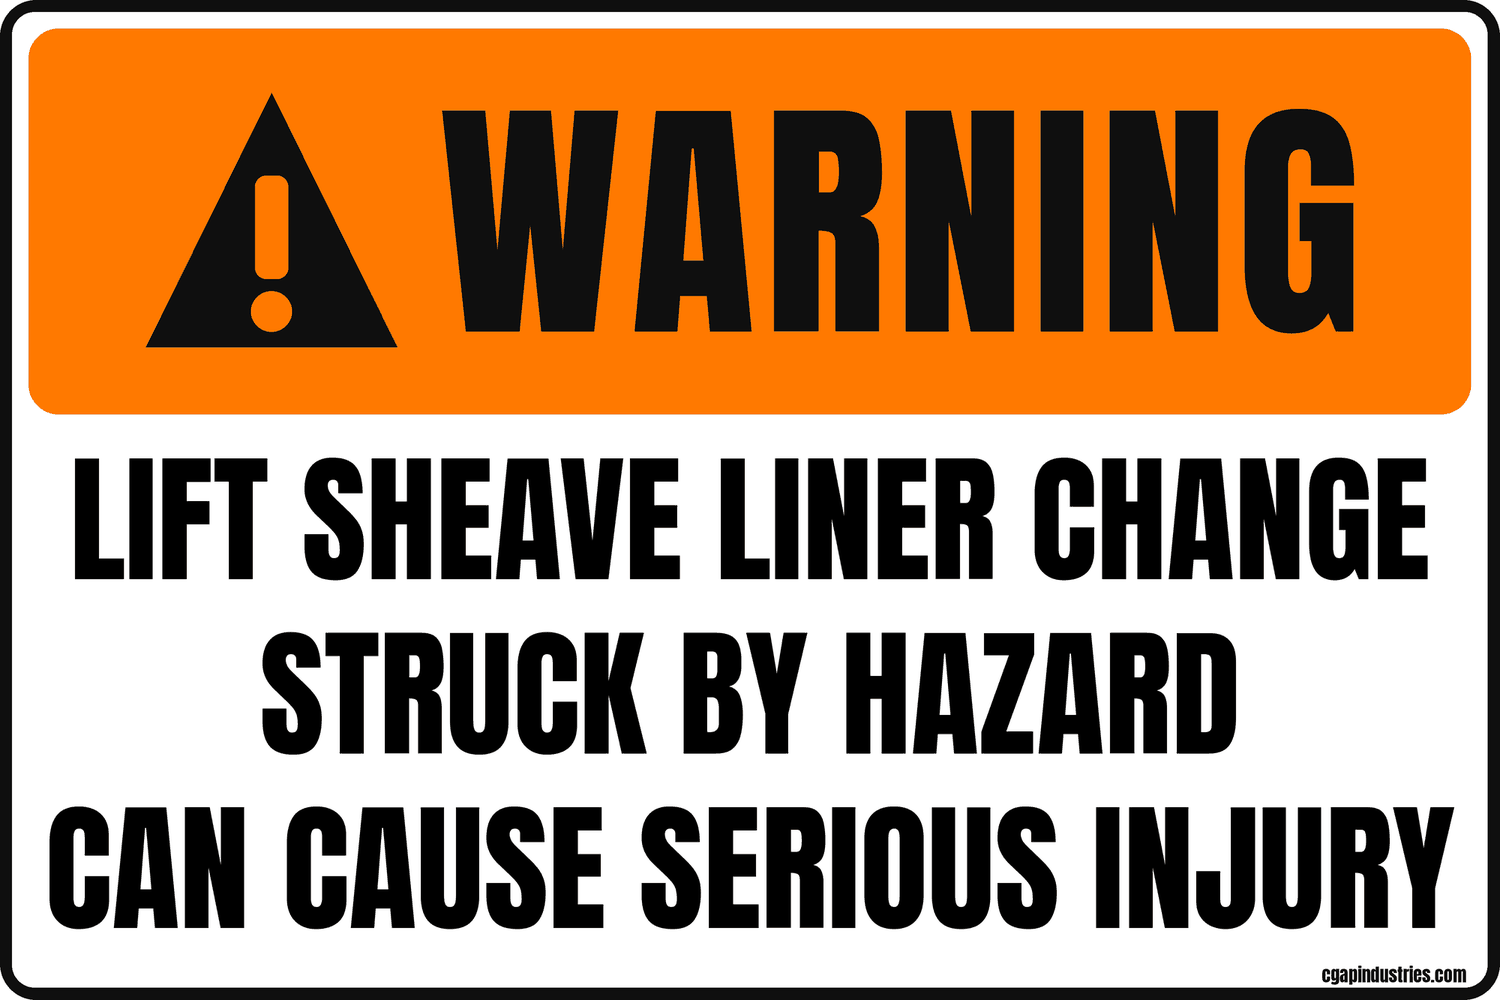 WARNING
LIFT SHEAVE LINER CHANGE
STRUCK BY HAZARD
CAN CAUSE SERIOUS INJURY
cgapindustries.com